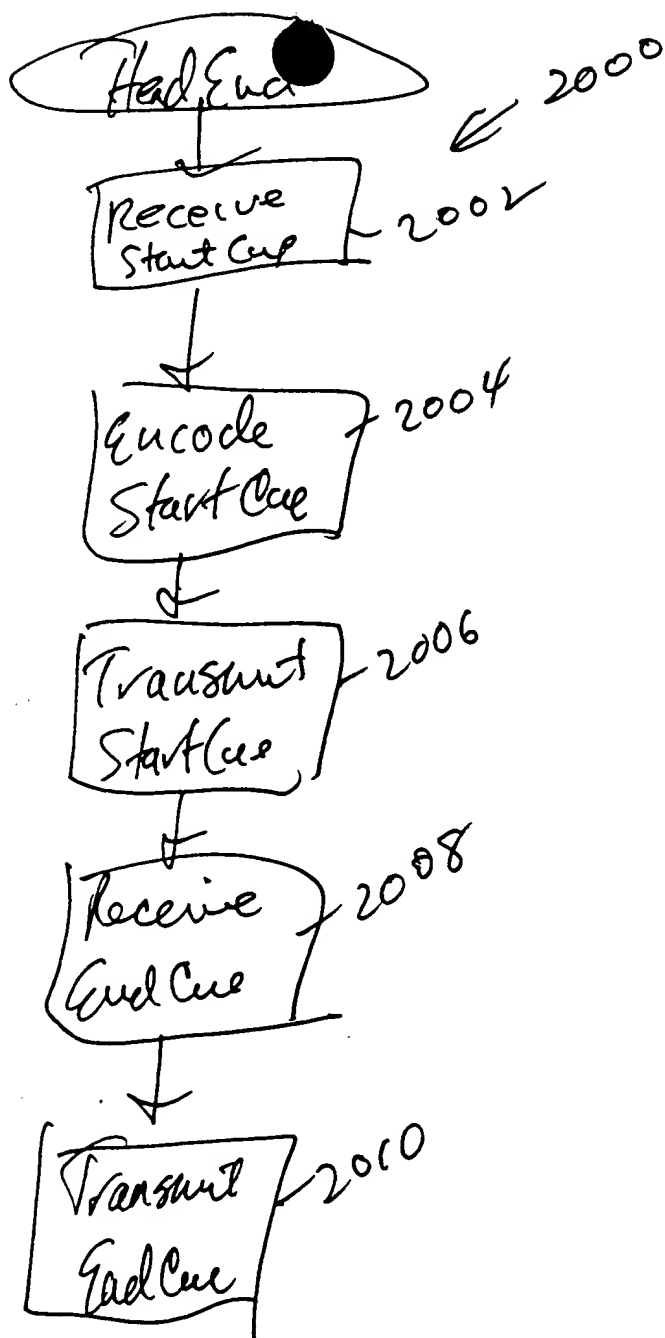 Head End
2000
Receive
Start Cue
2002
Encode
Start Cue
2004
Transmit
Start Cue
2006
Receive
End Cue
2008
Transmit
End Cue
2010